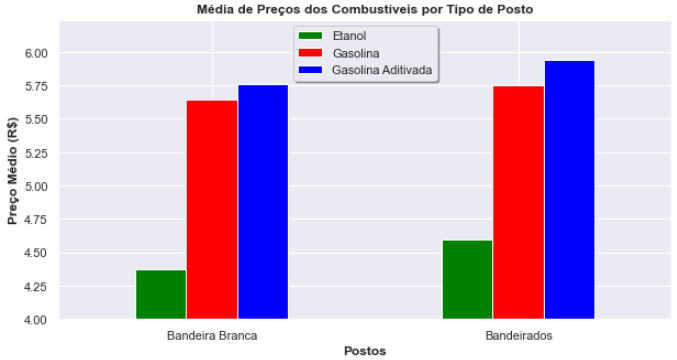 Média de Preços dos Combustíveis por Tipo de Posto
Etanol
Gasolina
Gasolina Aditivada
Preço Médio (R$)
6.00
5.75
5.50
5.25
5.00
4.75
4.50
4.25
4.00
Bandeira Branca
Bandeirados
Postos